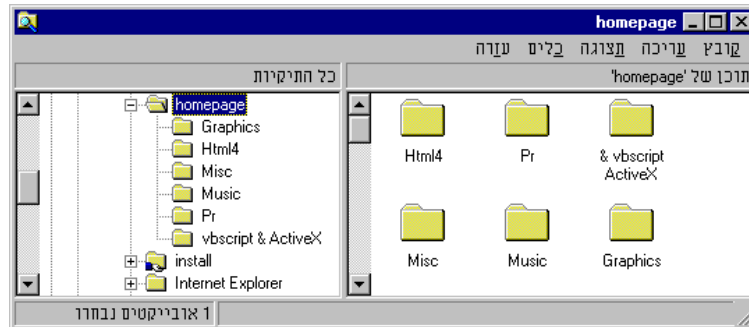 homepage
קובץ עריכה תצוגה כלים עזרה
תוכן של 'homepage'
כל התיקיות
homepage
Graphics
Html4
Misc
Music
Pr
vbscript & ActiveX
install
Internet Explorer
Html4 Pr & vbscript
ActiveX
Misc Music Graphics
1 אובייקטים נבחרו